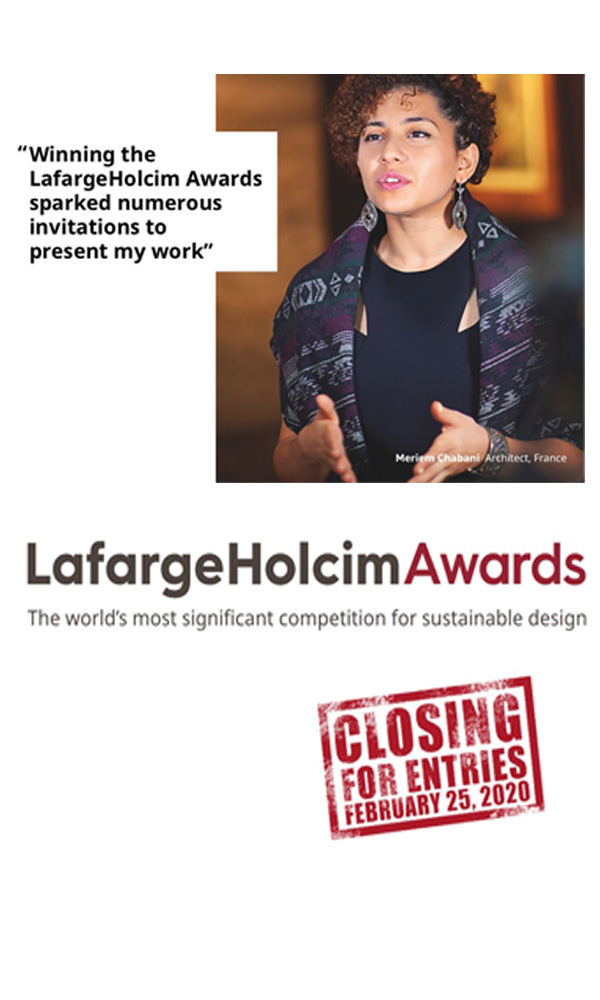 “Winning the
LafargeHolcim Awards
sparked numerous
invitations to
present my work”
Meriem Chabani Architect, France
LafargeHolcimAwards
The world’s most significant competition for sustainable design
CLOSING
FOR ENTRIES
FEBRUARY 25, 2020